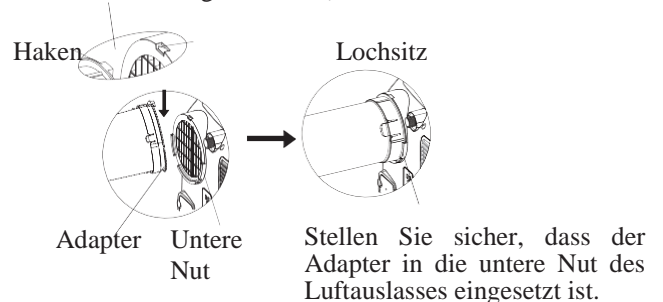 Haken
Lochsitz
Adapter
Untere
Nut
Stellen Sie sicher, dass der
Adapter in die untere Nut des
Luftauslasses eingesetzt ist.